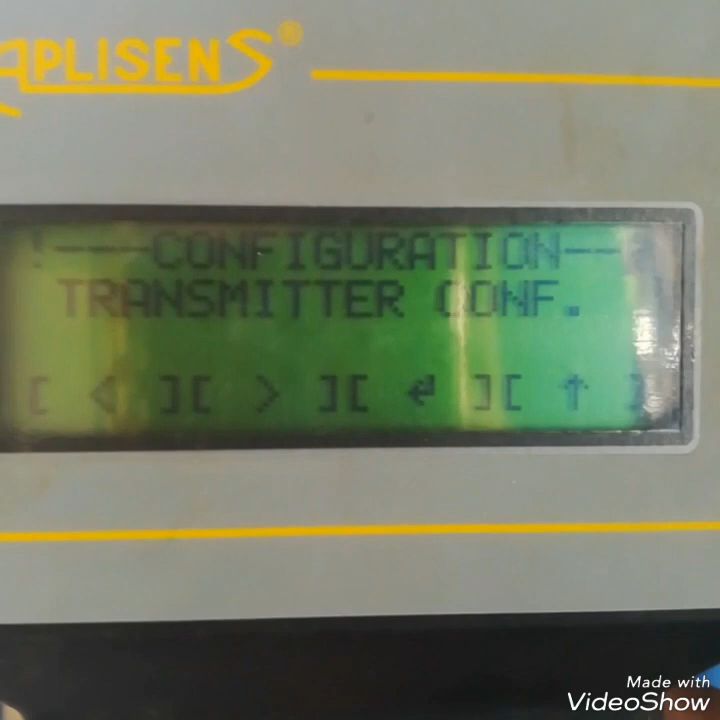 APLISENS®
!---CONFIGURATION--
TRANSMITTER CONF.
[ < ][ > ][ ↵ ][ ↑ ]
Made with
VideoShow